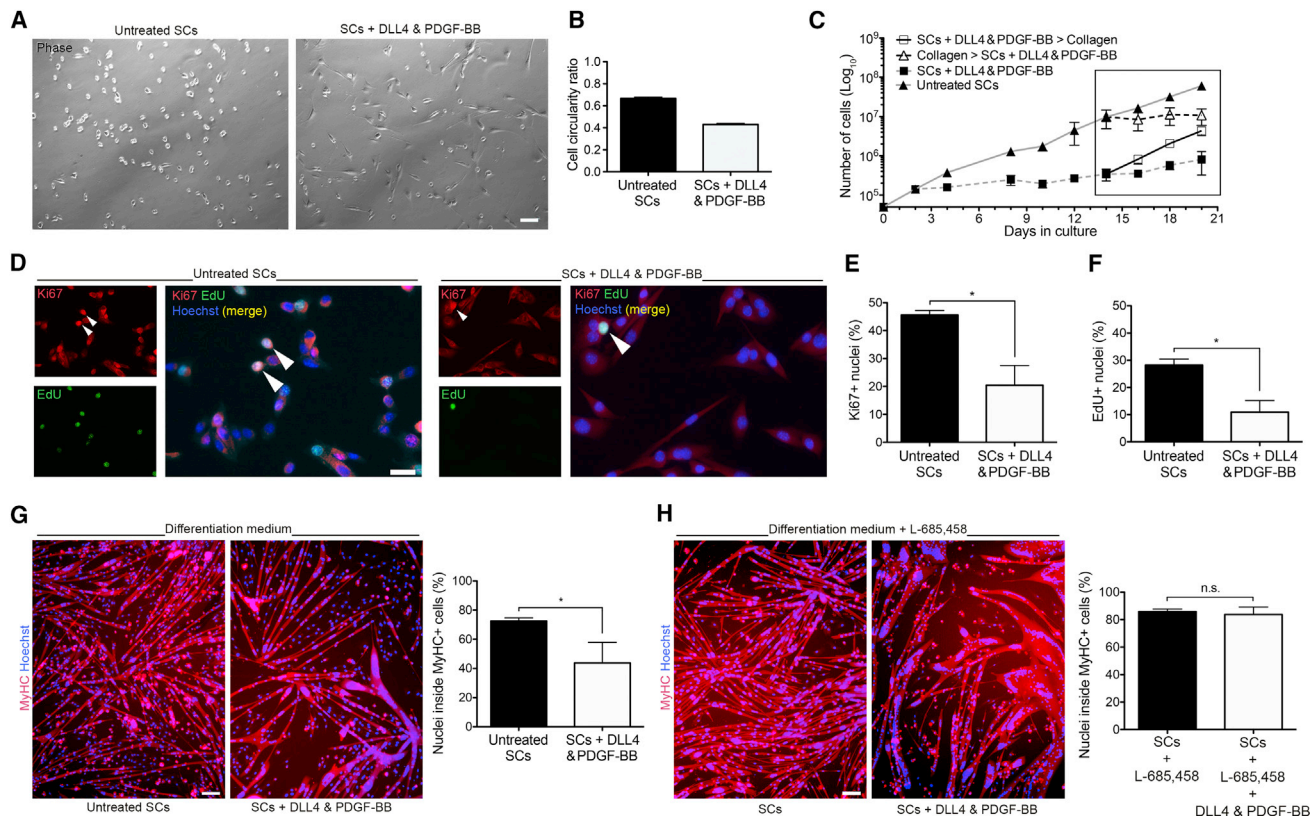 A
Untreated SCs
SCs + DLL4 & PDGF-BB
Phase
B
Cell circularity ratio
1.0
0.8
0.6
0.4
0.2
0.0
Untreated
SCs
SCs + DLL4
& PDGF-BB
C
Number of cells (Log10)
10^9
10^8
10^7
10^6
10^5
SCs + DLL4 & PDGF-BB > Collagen
Collagen > SCs + DLL4 & PDGF-BB
SCs + DLL4 & PDGF-BB
Untreated SCs
0 3 6 9 12 15 18 21
Days in culture
D
Untreated SCs
Ki67
EdU
Ki67 EdU
Hoechst (merge)
SCs + DLL4 & PDGF-BB
Ki67
EdU
Ki67 EdU
Hoechst (merge)
E
Ki67+ nuclei (%)
50
40
30
20
10
0
*
Untreated
SCs
SCs + DLL4
& PDGF-BB
F
EdU+ nuclei (%)
50
40
30
20
10
0
*
Untreated
SCs
SCs + DLL4
& PDGF-BB
G
Differentiation medium
MyHC Hoechst
Untreated SCs
SCs + DLL4 & PDGF-BB
Nuclei inside MyHC+ cells (%)
100
80
60
40
20
0
*
Untreated
SCs
SCs + DLL4
& PDGF-BB
H
Differentiation medium + L-685,458
MyHC Hoechst
SCs
SCs + DLL4 & PDGF-BB
Nuclei inside MyHC+ cells (%)
100
80
60
40
20
0
n.s.
SCs
+
L-685,458
SCs
+
L-685,458
+
DLL4 & PDGF-BB